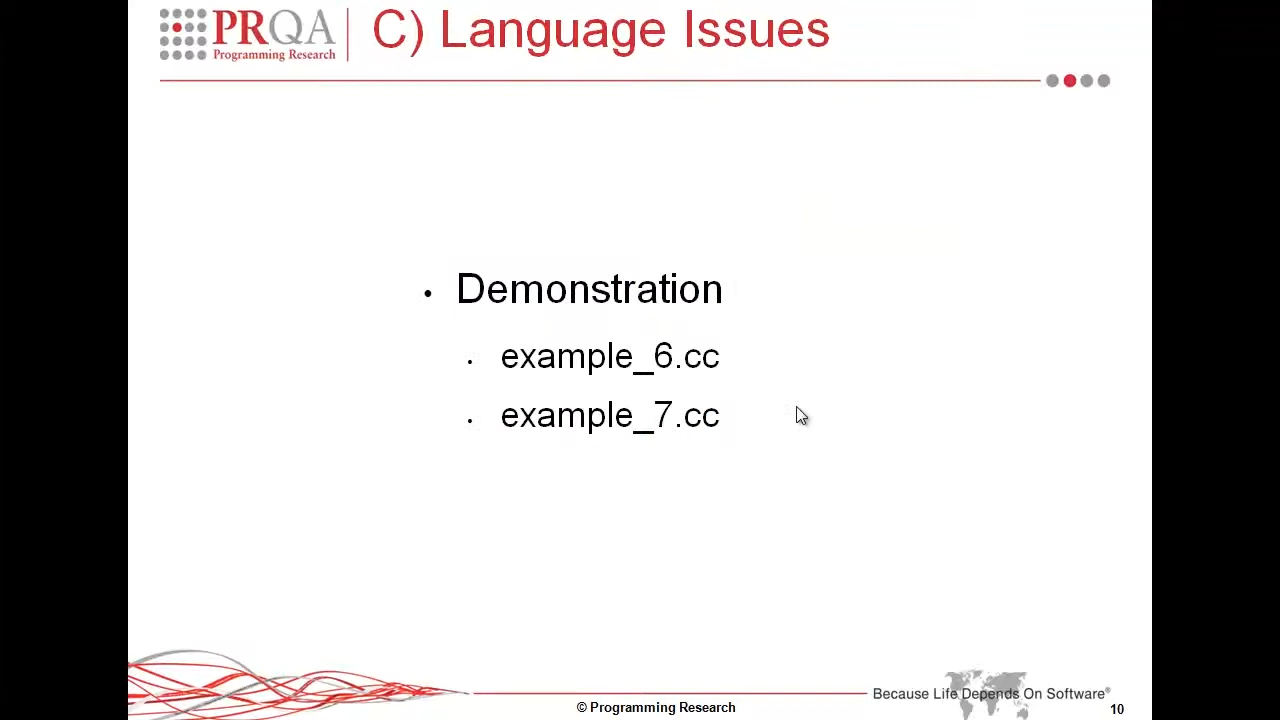 PRQA
Programming Research
C) Language Issues
• Demonstration
• example_6.cc
• example_7.cc
Because Life Depends On Software®
© Programming Research
10